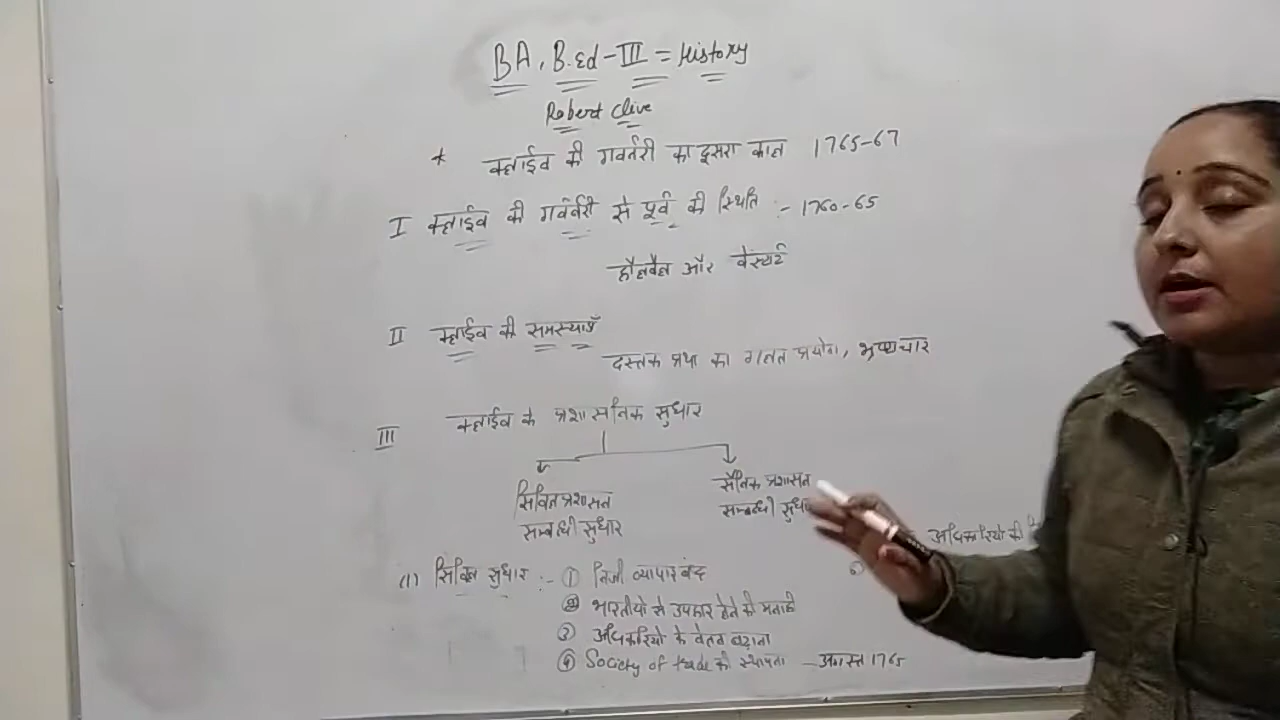 BA, B.Ed-III = History
Robert Clive
* क्लाईव की गवर्नरी का दूसरा काल 1765-67
I क्लाईव की गवर्नरी से पूर्व की स्थिति :- 1760-65
हौलवैल और वेंस्टार्ट
II क्लाईव की समस्याएँ
दस्तक प्रथा का गलत प्रयोग, भ्रष्टाचार
III क्लाईव के प्रशासनिक सुधार
सिविल प्रशासन सम्बन्धी सुधार
सैनिक प्रशासन सम्बन्धी सुधार
अधिकारियो की
(1) सिविल सुधार :- ① निजी व्यापार बंद
② भारतीयो से उपहार लेने की मनाही
③ अधिकारियो के वेतन बढ़ाना
④ Society of trade की स्थापना - अगस्त 1765